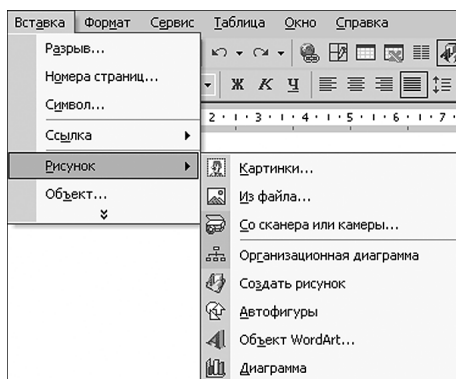 Вставка Формат Сервис Таблица Окно Справка
Разрыв...
Номера страниц...
Символ...
Ссылка
Рисунок
Объект...
Ж К Ч
2 · 1 · 3 · 1 · 4 · 1 · 5 · 1 · 6 · 1 · 7 ·
Картинки...
Из файла...
Со сканера или камеры...
Организационная диаграмма
Создать рисунок
Автофигуры
Объект WordArt...
Диаграмма